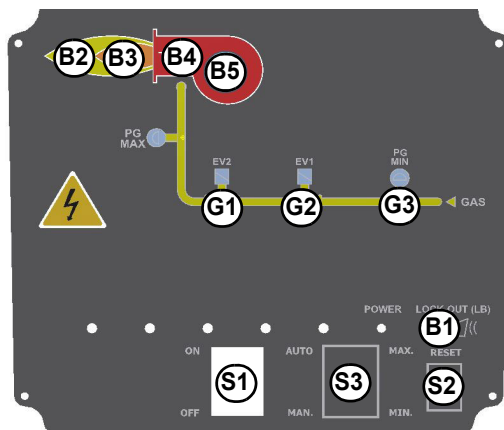 B2 B3 B4 B5
PG
MAX
EV2 EV1 PG
MIN
G1 G2 G3 GAS
POWER LOCK-OUT (LB)
B1
ON AUTO MAX. RESET
S1 S3 S2
OFF MAN. MIN.